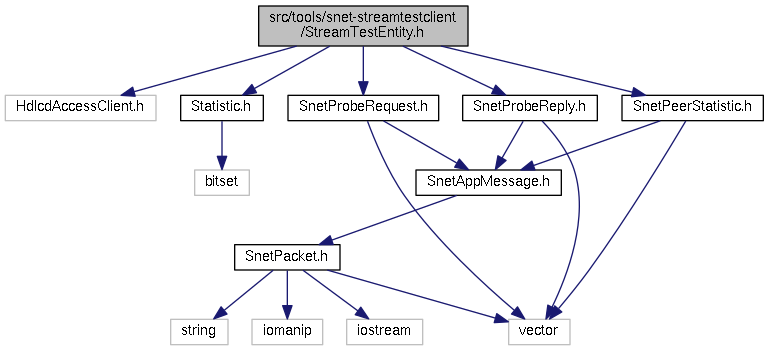 src/tools/snet-streamtestclient
/StreamTestEntity.h
HdlcdAccessClient.h
Statistic.h
SnetProbeRequest.h
SnetProbeReply.h
SnetPeerStatistic.h
bitset
SnetAppMessage.h
SnetPacket.h
string
iomanip
iostream
vector